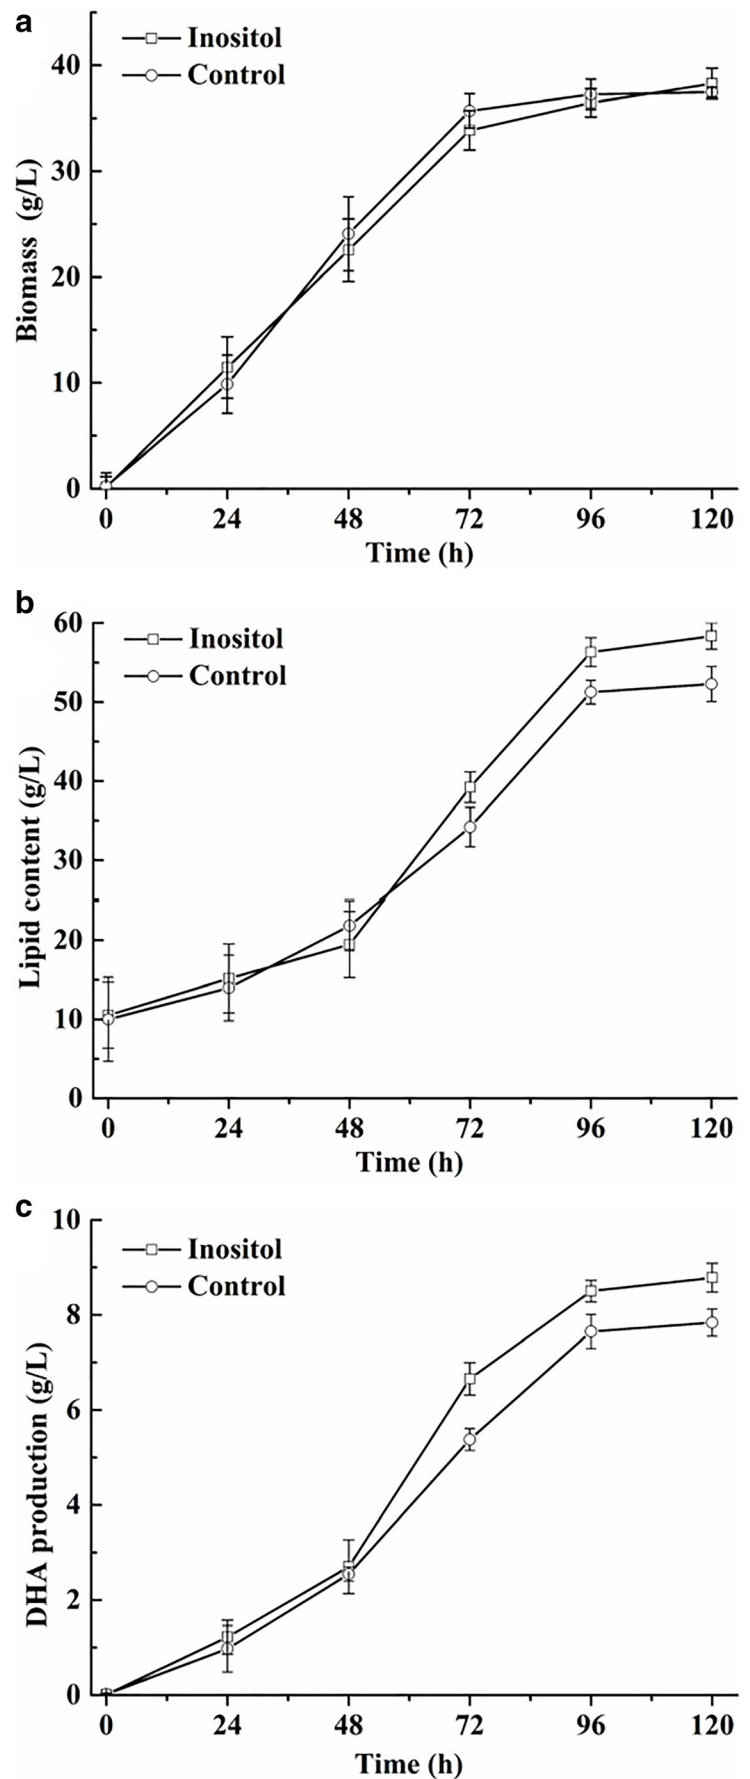 a
Inositol
Control
Biomass (g/L)
40
30
20
10
0
0 24 48 72 96 120
Time (h)
b
Inositol
Control
Lipid content (g/L)
60
50
40
30
20
10
0
0 24 48 72 96 120
Time (h)
c
Inositol
Control
DHA production (g/L)
10
8
6
4
2
0
0 24 48 72 96 120
Time (h)